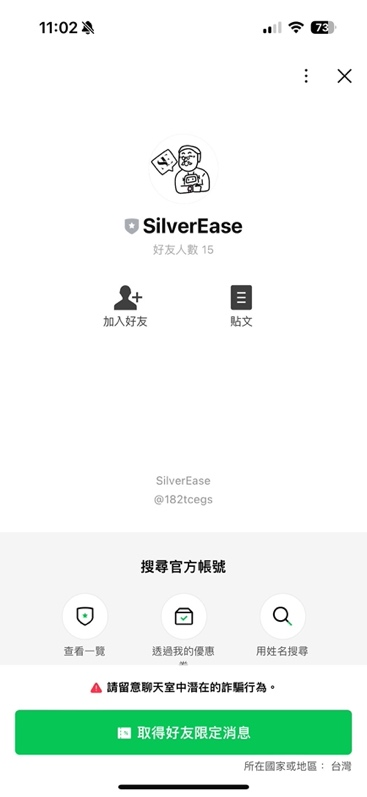 11:02
73
SilverEase
好友人數 15
加入好友
貼文
SilverEase
@182tcegs
搜尋官方帳號
查看一覽
透過我的優惠
用姓名搜尋
請留意聊天室中潛在的詐騙行為。
取得好友限定消息
所在國家或地區： 台灣